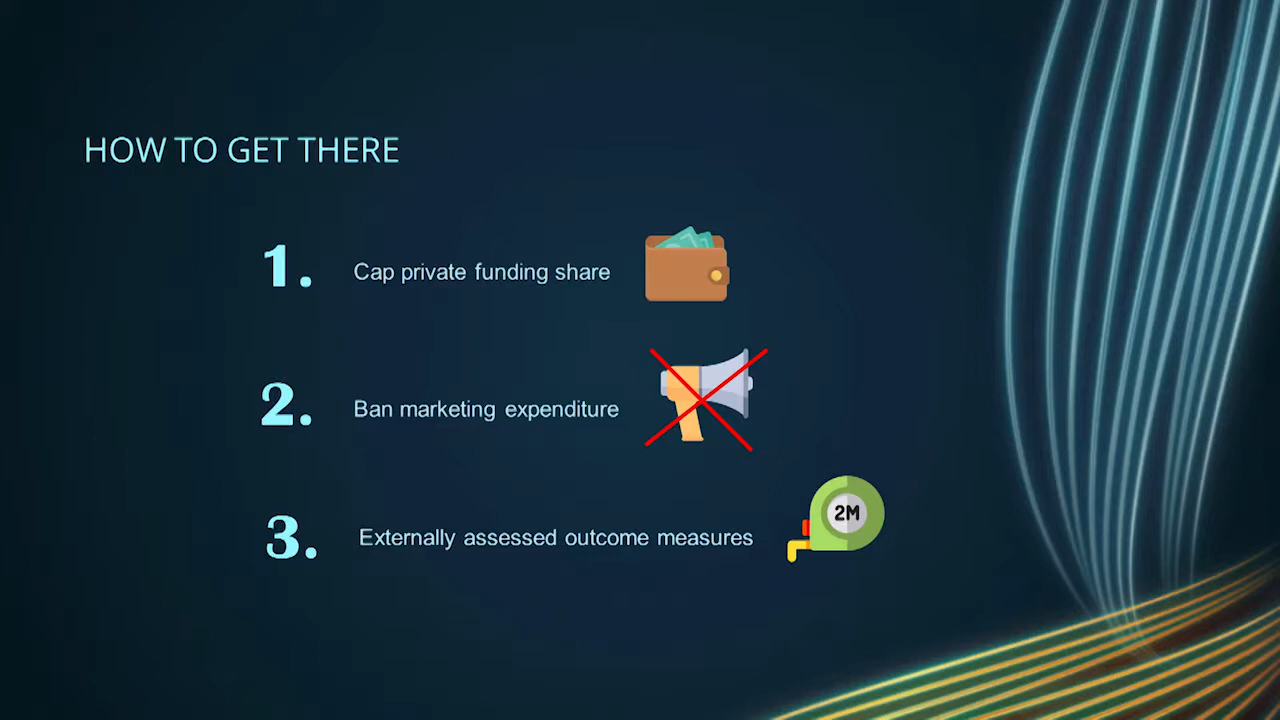 HOW TO GET THERE
1. Cap private funding share
2. Ban marketing expenditure
3. Externally assessed outcome measures
2M